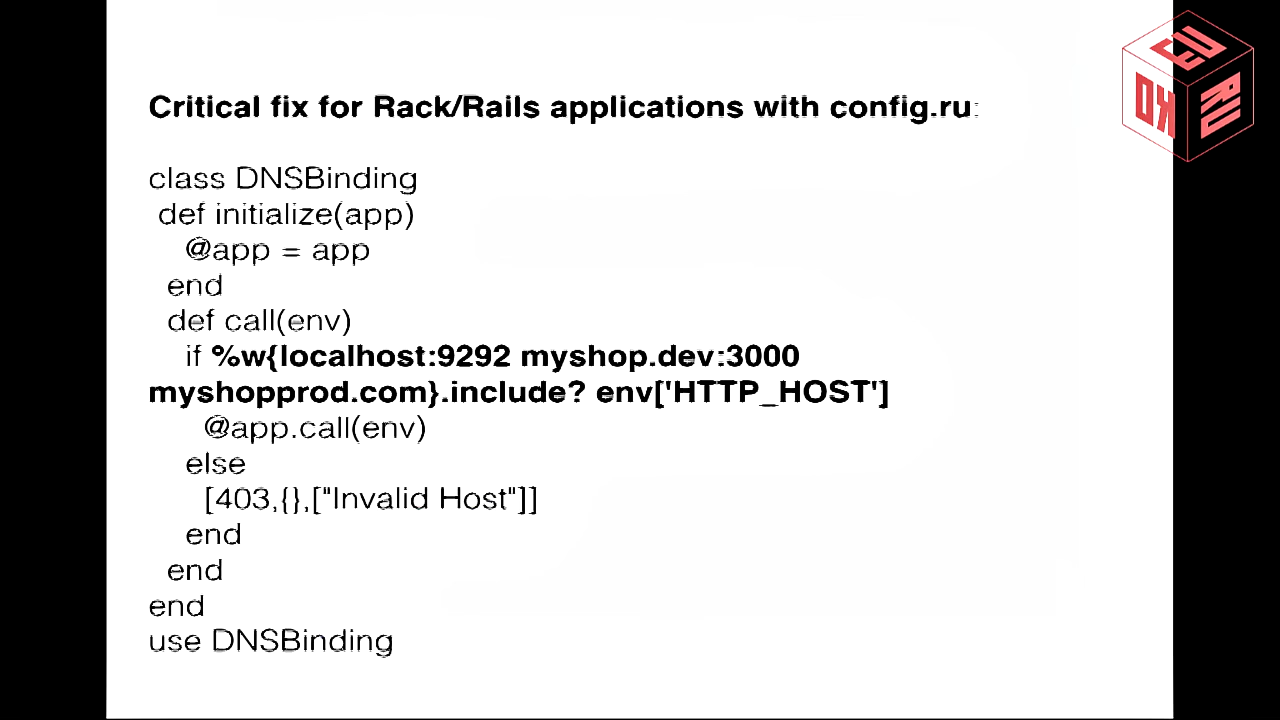 Critical fix for Rack/Rails applications with config.ru:
class DNSBinding
def initialize(app)
@app = app
end
def call(env)
if %w{localhost:9292 myshop.dev:3000
myshopprod.com}.include? env['HTTP_HOST']
@app.call(env)
else
[403,{},["Invalid Host"]]
end
end
end
use DNSBinding